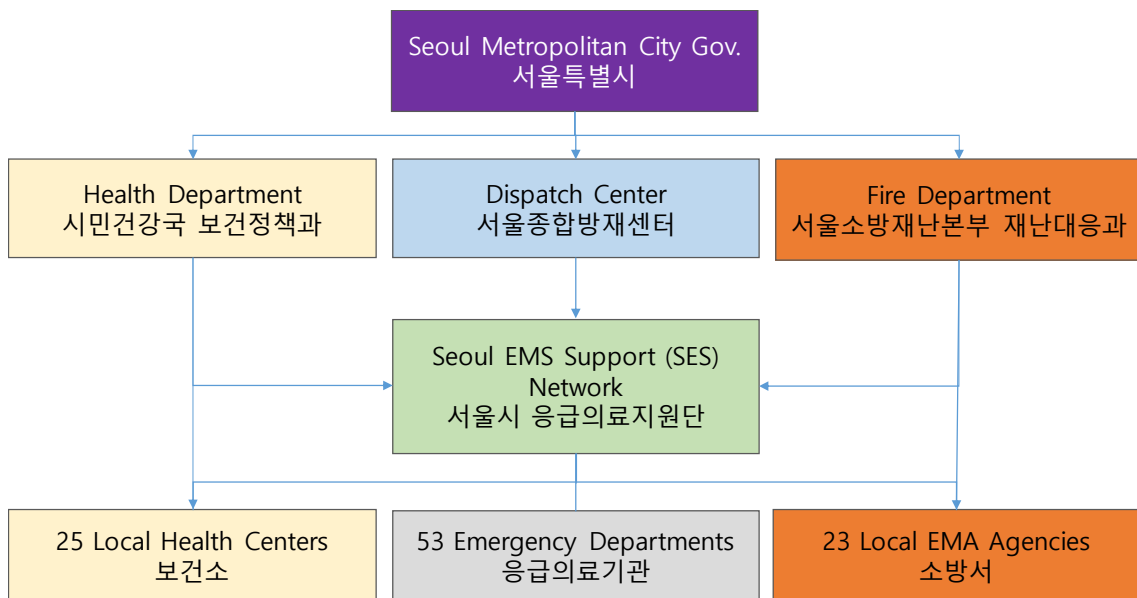 Seoul Metropolitan City Gov.
서울특별시
Health Department
시민건강국 보건정책과
Dispatch Center
서울종합방재센터
Fire Department
서울소방재난본부 재난대응과
Seoul EMS Support (SES)
Network
서울시 응급의료지원단
25 Local Health Centers
보건소
53 Emergency Departments
응급의료기관
23 Local EMA Agencies
소방서